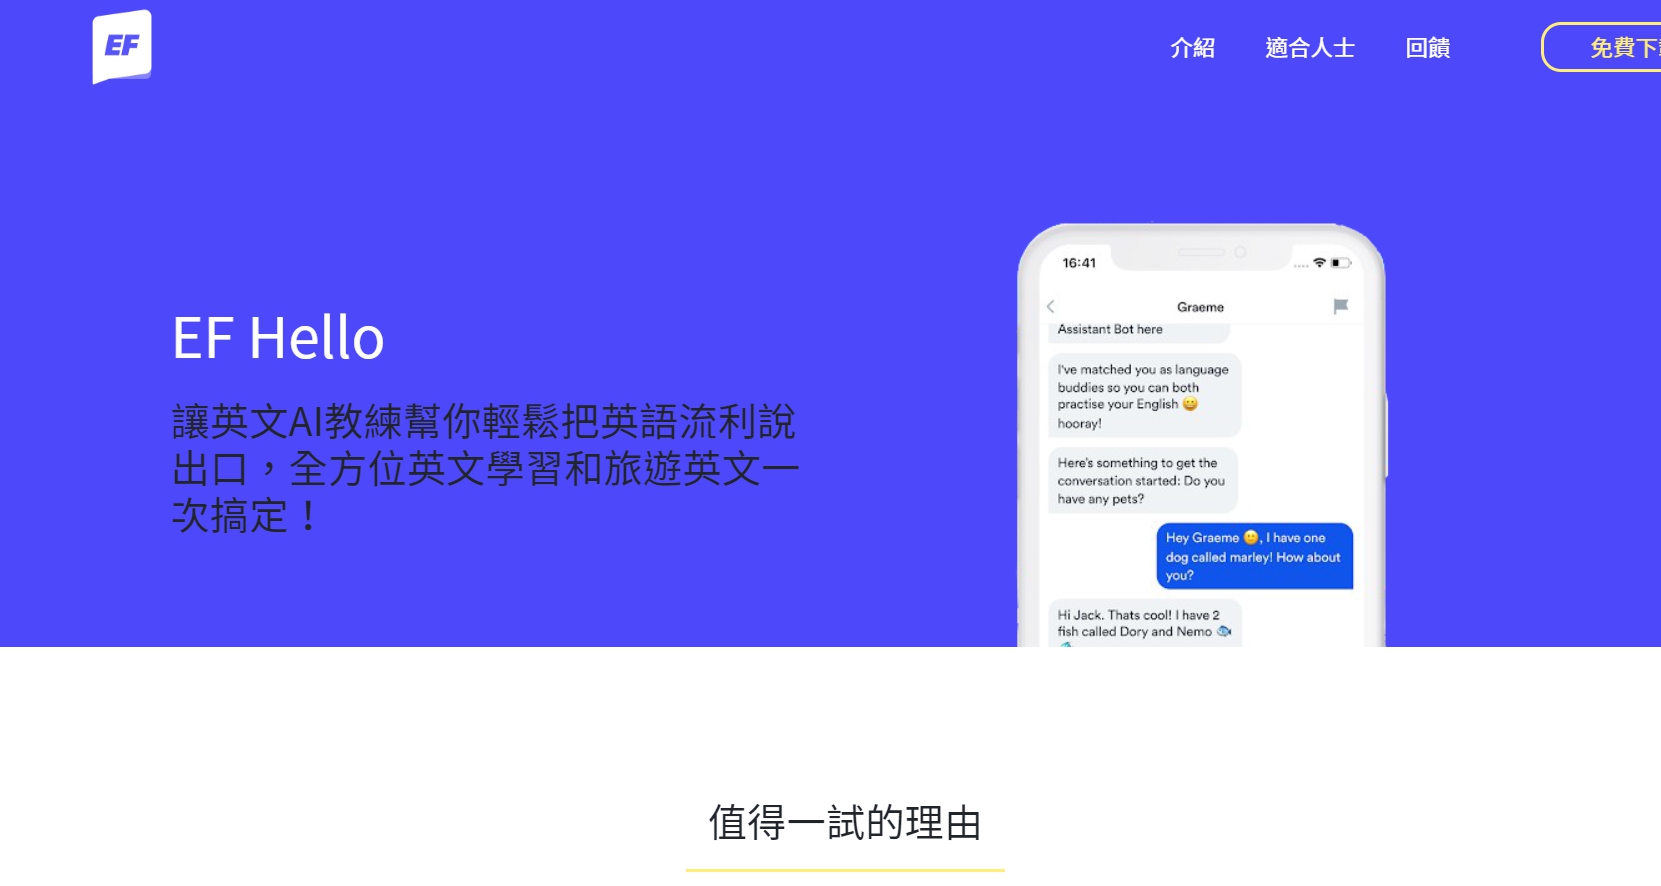 EF
介紹
適合人士
回饋
免費下
EF Hello
讓英文AI教練幫你輕鬆把英語流利說
出口，全方位英文學習和旅遊英文一
次搞定！
16:41
Graeme
Assistant Bot here
I've matched you as language
buddies so you can both
practise your English 😀
hooray!
Here's something to get the
conversation started: Do you
have any pets?
Hey Graeme 🙂, I have one
dog called marley! How about
you?
Hi Jack. Thats cool! I have 2
fish called Dory and Nemo 🐟
值得一試的理由